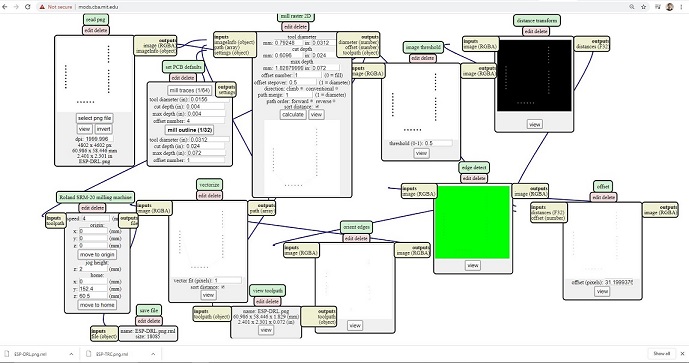 Not secure | mods.cba.mit.edu
read png
edit delete
outputs
image (RGBA)
imageInfo (object)
select png file
view invert
dpi: 1999.996
4802 x
60.986 x 58.446 mm
2.401 x 2.301 in
ESP-DRL.png
set PCB defaults
edit delete
outputs
settings
mill traces (1/64)
tool diameter (in) 0.0156
cut depth (in) 0.004
max depth (in) 0.004
offset number: 4
mill outline (1/32)
tool diameter (in) 0.0312
cut depth (in) 0.024
max depth (in) 0.072
offset number: 1
mill raster 2D
edit delete
inputs
imageInfo (object)
path (array)
settings (object)
outputs
diameter (number)
offset (number)
toolpath (object)
tool diameter
mm: 0.79248 in: 0.0312
cut depth
mm: 0.6096 in: 0.024
max depth
in: 0.072
offset number: 1 (0 = fill)
offset stepover: 0.5 (1 = diameter)
direction: climb conventional
path merge: 1 (1 = diameter)
path order: forward reverse
sort distance:
calculate view
image threshold
edit delete
inputs
image (RGBA)
outputs
image (RGBA)
threshold (0-1): 0.5
view
distance transform
edit delete
inputs
image (RGBA)
outputs
distances (F32)
view
edge detect
edit delete
inputs
image (RGBA)
outputs
image (RGBA)
view
offset
edit delete
inputs
distances (F32)
offset (number)
outputs
image (RGBA)
offset (pixels):
view
Roland SRM-20 milling machine
edit delete
inputs
toolpath
outputs
file
speed: 4
origin:
x: 0 (mm)
y: 0 (mm)
z: 0 (mm)
move to origin
jog height:
z: 2 (mm)
home:
x: 0 (mm)
y: 152.4 (mm)
z: 60.5 (mm)
move to home
vectorize
edit delete
inputs
image (RGBA)
outputs
path (array)
vector fit (pixels): 1
sort distance:
view
orient edges
edit delete
inputs
image (RGBA)
outputs
image (RGBA)
view
view toolpath
edit delete
inputs
toolpath (object)
outputs
toolpath (object)
name: ESP-DRL.png
60.986 x 58.446 x 1.829 (mm)
2.401 x 2.301 x 0.072 (in)
view
save file
edit delete
inputs
file (object)
name: ESP-DRL.png.rml
size: 18085
ESP-DRL.png.rml
ESP-TRC.png.rml
Show all